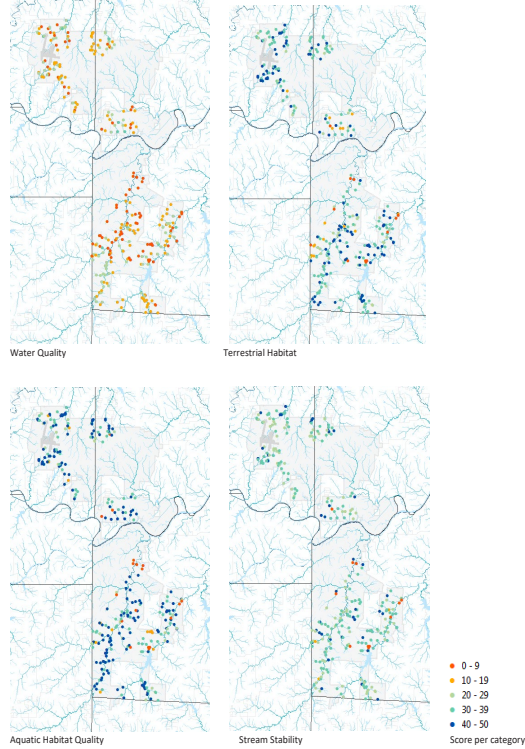 Water Quality
Terrestrial Habitat
0 - 9
10 - 19
20 - 29
30 - 39
40 - 50
Aquatic Habitat Quality
Stream Stability
Score per category